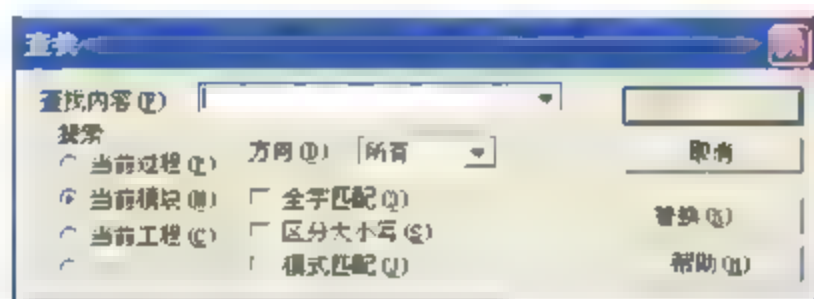 查找
查找内容(F)
搜索
当前过程(P)
方向(D) 所有
取消
当前模块(M)
全字匹配(O)
当前工程(C)
区分大小写(S)
替换(R)
模式匹配(U)
帮助(H)